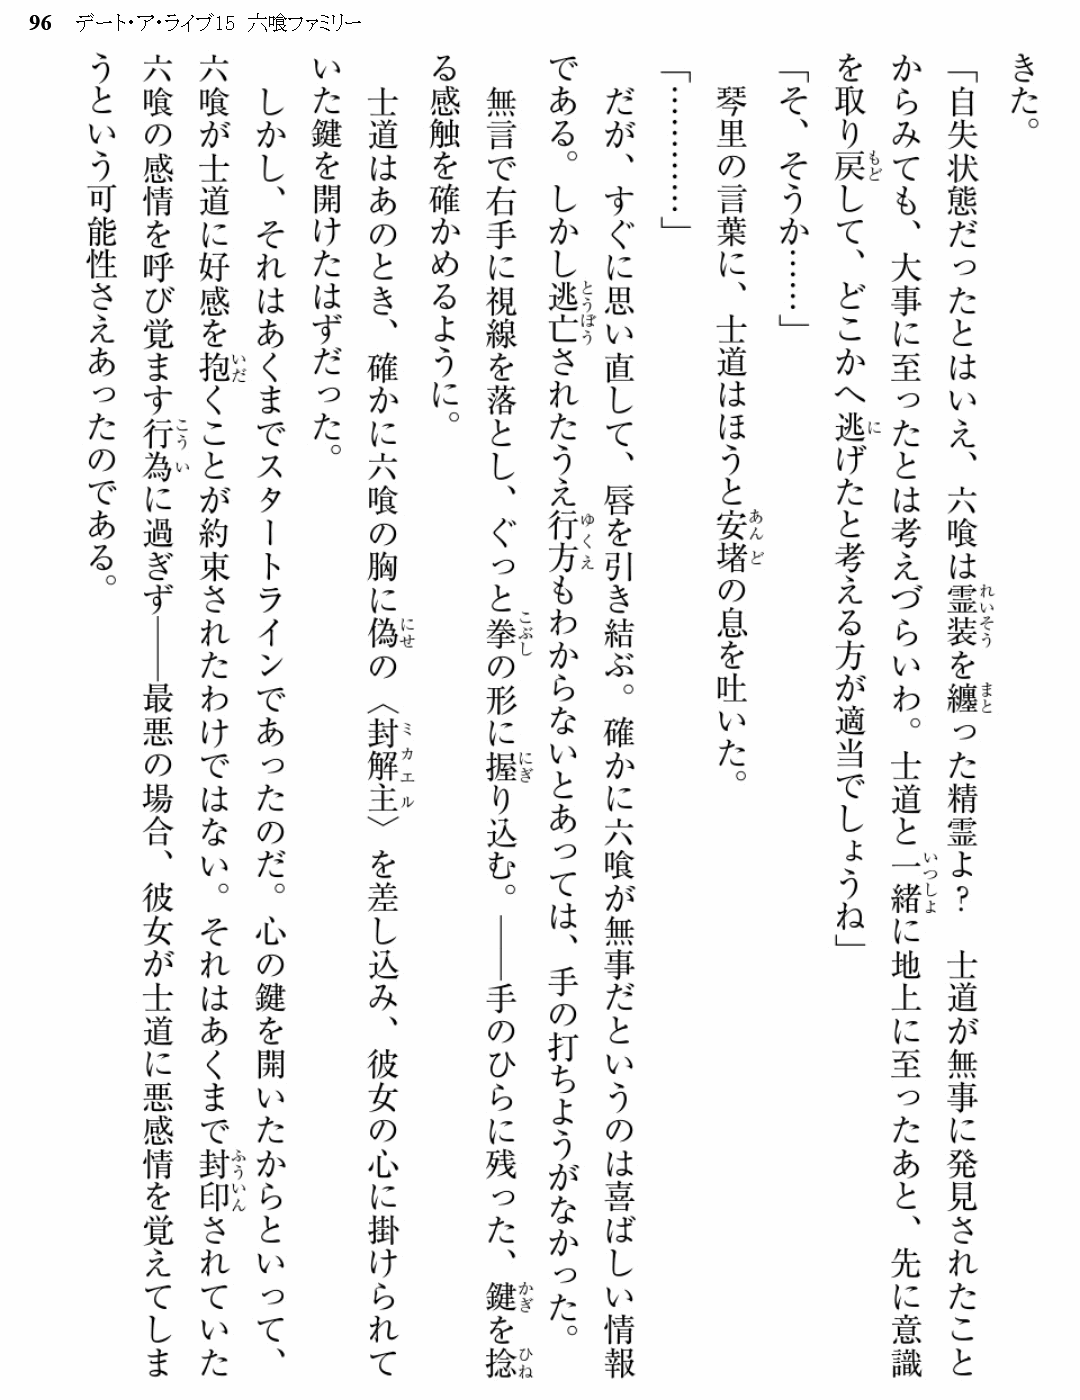 96 デート・ア・ライブ15 六喰ファミリー
きた。
「自失状態だったとはいえ、六喰は霊装を纏った精霊よ？　士道が無事に発見されたこと
からみても、大事に至ったとは考えづらいわ。士道と一緒に地上に至ったあと、先に意識
を取り戻して、どこかへ逃げたと考える方が適当でしょうね」
「そ、そうか……」
　琴里の言葉に、士道はほうと安堵の息を吐いた。
「…………」
　だが、すぐに思い直して、唇を引き結ぶ。確かに六喰が無事だというのは喜ばしい情報
である。しかし逃亡されたうえ行方もわからないとあっては、手の打ちようがなかった。
　無言で右手に視線を落とし、ぐっと拳の形に握り込む。――手のひらに残った、鍵を捻
る感触を確かめるように。
　士道はあのとき、確かに六喰の胸に偽の〈封解主〉を差し込み、彼女の心に掛けられて
いた鍵を開けたはずだった。
　しかし、それはあくまでスタートラインであったのだ。心の鍵を開いたからといって、
六喰が士道に好感を抱くことが約束されたわけではない。それはあくまで封印されていた
六喰の感情を呼び覚ます行為に過ぎず――最悪の場合、彼女が士道に悪感情を覚えてしま
うという可能性さえあったのである。